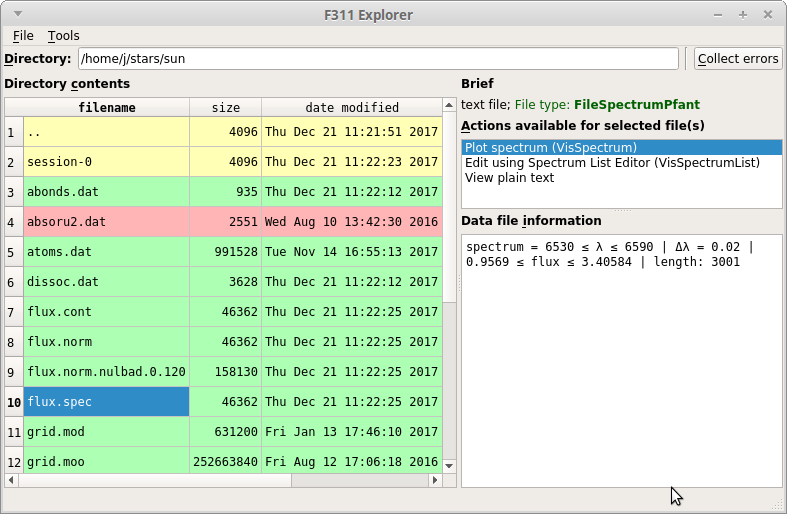 F311 Explorer
File Tools
Directory: /home/j/stars/sun Collect errors
Directory contents
filename size date modified
1 .. 4096 Thu Dec 21 11:21:51 2017
2 session-0 4096 Thu Dec 21 11:22:23 2017
3 abonds.dat 935 Thu Dec 21 11:22:12 2017
4 absoru2.dat 2551 Wed Aug 10 13:42:30 2016
5 atoms.dat 991528 Tue Nov 14 16:55:13 2017
6 dissoc.dat 3628 Thu Dec 21 11:22:12 2017
7 flux.cont 46362 Thu Dec 21 11:22:25 2017
8 flux.norm 46362 Thu Dec 21 11:22:25 2017
9 flux.norm.nulbad.0.120 158130 Thu Dec 21 11:22:25 2017
10 flux.spec 46362 Thu Dec 21 11:22:25 2017
11 grid.mod 631200 Fri Jan 13 17:46:10 2017
12 grid.moo 252663840 Fri Aug 12 17:06:18 2016
Brief
text file; File type: FileSpectrumPfant
Actions available for selected file(s)
Plot spectrum (VisSpectrum)
Edit using Spectrum List Editor (VisSpectrumList)
View plain text
Data file information
spectrum = 6530 ≤ λ ≤ 6590 | Δλ = 0.02 |
0.9569 ≤ flux ≤ 3.40584 | length: 3001